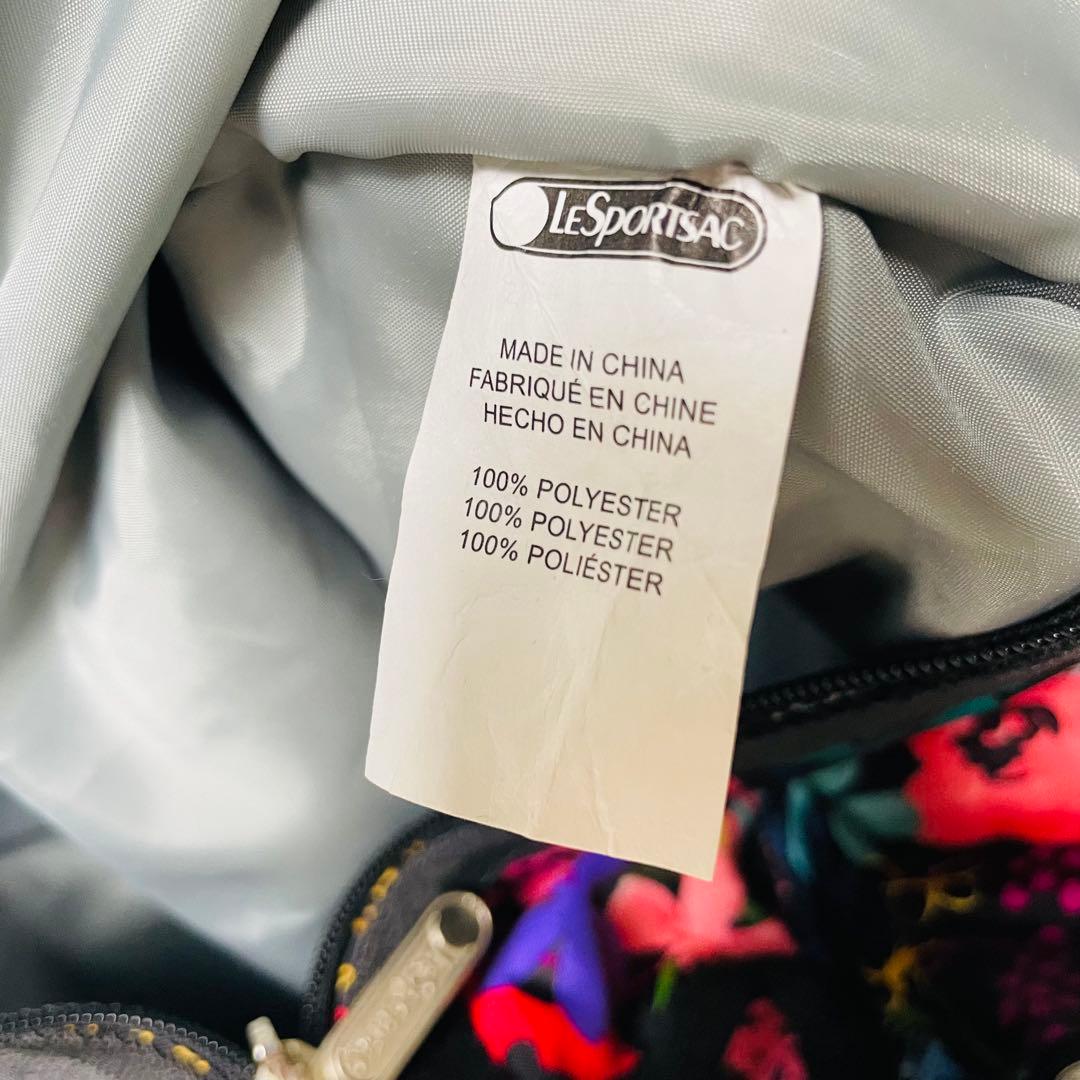 LeSportsac
MADE IN CHINA
FABRIQUÉ EN CHINE
HECHO EN CHINA
100% POLYESTER
100% POLYESTER
100% POLIÉSTER